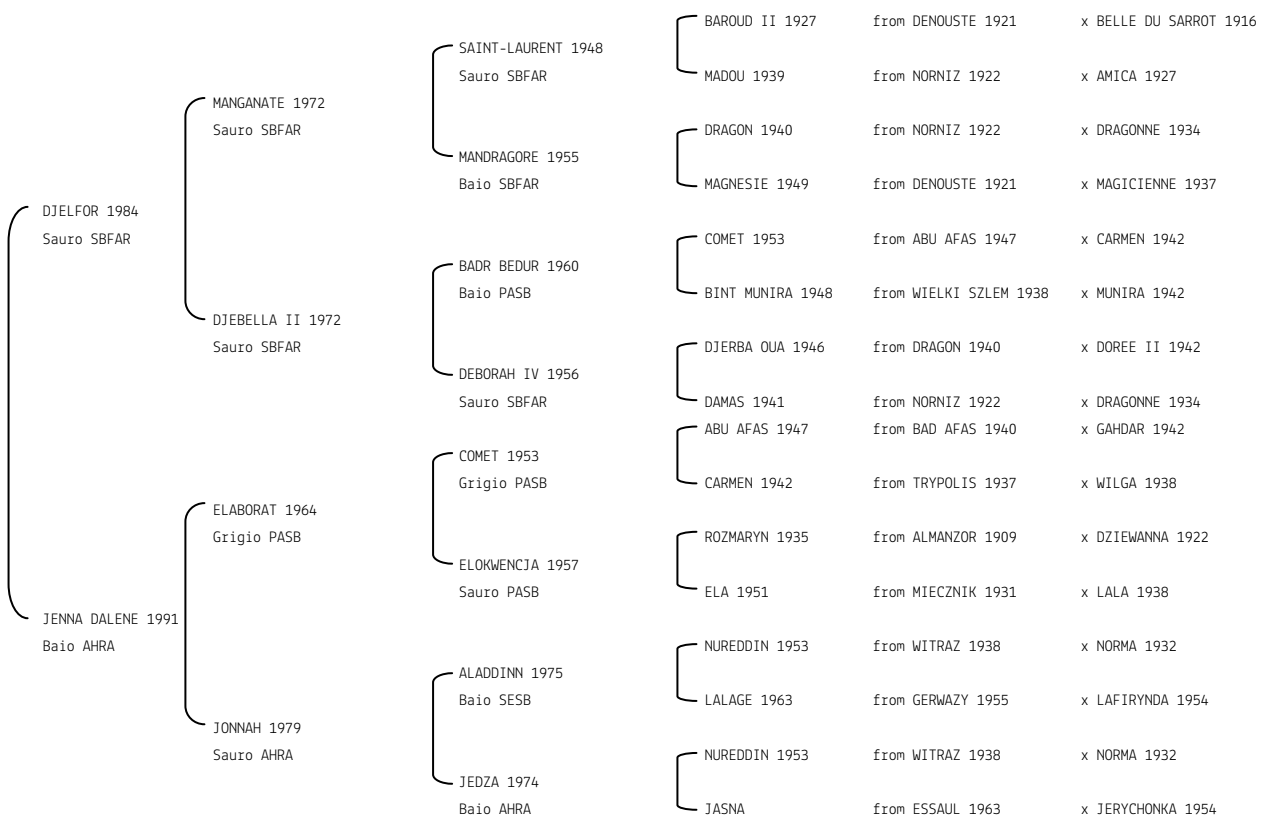 BAROUD II 1927 from DENOUSTE 1921 x BELLE DU SARROT 1916
SAINT-LAURENT 1948
Sauro SBFAR MADOU 1939 from NORNIZ 1922 x AMICA 1927
MANGANATE 1972
Sauro SBFAR DRAGON 1940 from NORNIZ 1922 x DRAGONNE 1934
MANDRAGORE 1955
Baio SBFAR MAGNESIE 1949 from DENOUSTE 1921 x MAGICIENNE 1937
DJELFOR 1984
Sauro SBFAR COMET 1953 from ABU AFAS 1947 x CARMEN 1942
BADR BEDUR 1960
Baio PASB BINT MUNIRA 1948 from WIELKI SZLEM 1938 x MUNIRA 1942
DJEBELLA II 1972
Sauro SBFAR DJERBA OUA 1946 from DRAGON 1940 x DOREE II 1942
DEBORAH IV 1956
Sauro SBFAR DAMAS 1941 from NORNIZ 1922 x DRAGONNE 1934
ABU AFAS 1947 from BAD AFAS 1940 x GAHDAR 1942
COMET 1953
Grigio PASB CARMEN 1942 from TRYPOLIS 1937 x WILGA 1938
ELABORAT 1964
Grigio PASB ROZMARYN 1935 from ALMANZOR 1909 x DZIEWANNA 1922
ELOKWENCJA 1957
Sauro PASB ELA 1951 from MIECZNIK 1931 x LALA 1938
JENNA DALENE 1991
Baio AHRA NUREDDIN 1953 from WITRAZ 1938 x NORMA 1932
ALADDINN 1975
Baio SESB LALAGE 1963 from GERWAZY 1955 x LAFIRYNDA 1954
JONNAH 1979
Sauro AHRA NUREDDIN 1953 from WITRAZ 1938 x NORMA 1932
JEDZA 1974
Baio AHRA JASNA from ESSAUL 1963 x JERYCHONKA 1954